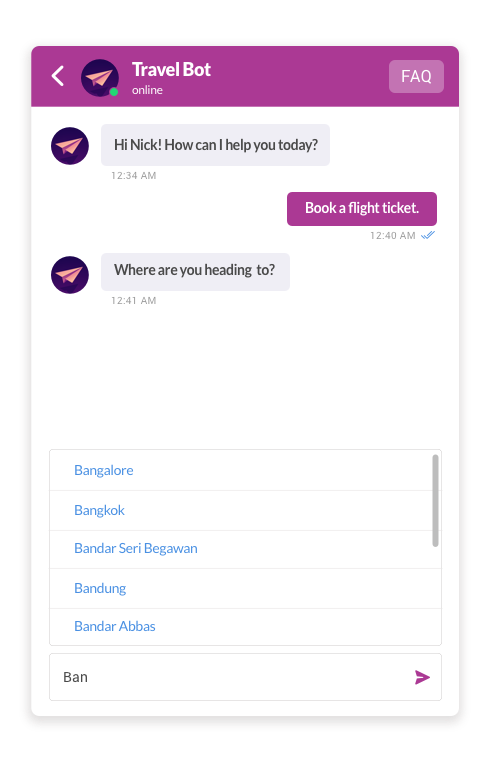 Travel Bot
online
FAQ
Hi Nick! How can I help you today?
12:34 AM
Book a flight ticket.
12:40 AM
Where are you heading to?
12:41 AM
Bangalore
Bangkok
Bandar Seri Begawan
Bandung
Bandar Abbas
Ban